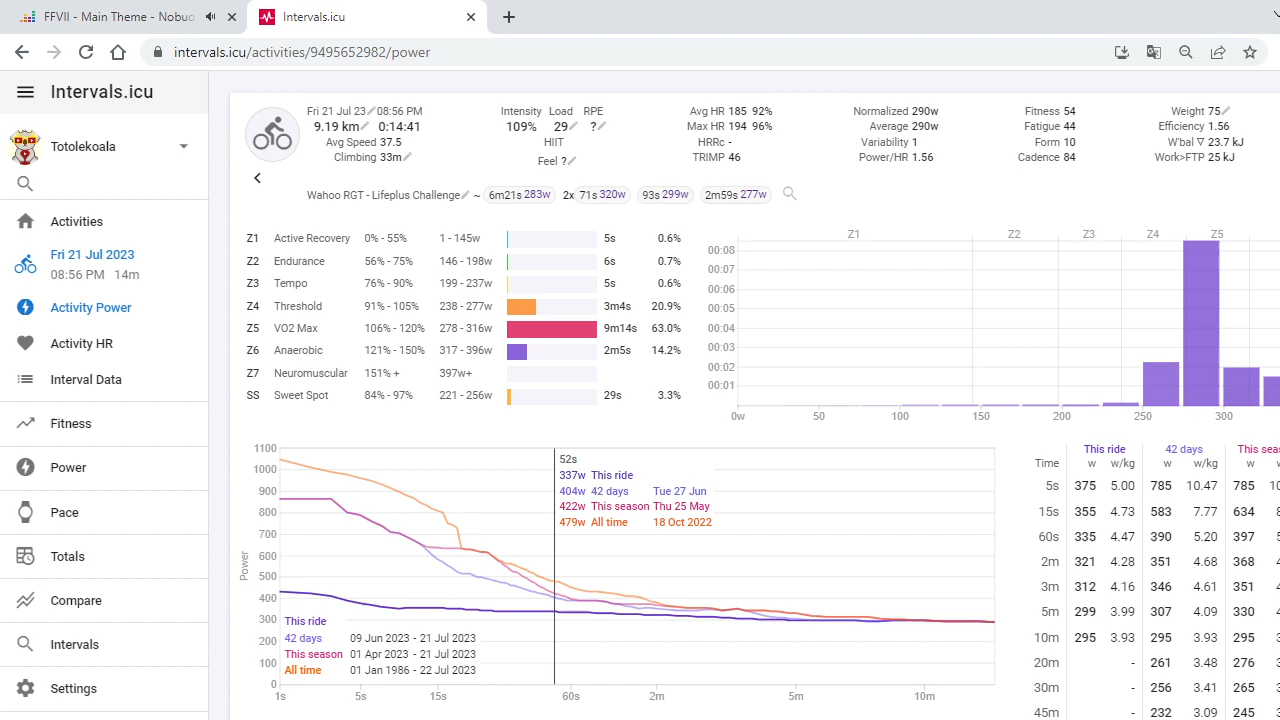 FFVII - Main Theme - Nobuo
Intervals.icu
intervals.icu/activities/9495652982/power
Intervals.icu
Totolekoala
Activities
Fri 21 Jul 2023
08:56 PM 14m
Activity Power
Activity HR
Interval Data
Fitness
Power
Pace
Totals
Compare
Intervals
Settings
Fri 21 Jul 23 08:56 PM
9.19 km 0:14:41
Avg Speed 37.5
Climbing 33m
Intensity Load RPE
109% 29 ?
HIIT
Feel ?
Avg HR 185 92%
Max HR 194 96%
HRRc -
TRIMP 46
Normalized 290w
Average 290w
Variability 1
Power/HR 1.56
Fitness 54
Fatigue 44
Form 10
Cadence 84
Weight 75
Efficiency 1.56
W'bal ∇ 23.7 kJ
Work>FTP 25 kJ
Wahoo RGT - Lifeplus Challenge ~ 6m21s 283w 2x 71s 320w 93s 299w 2m59s 277w
Z1 Active Recovery 0% - 55% 1 - 145w 5s 0.6%
Z2 Endurance 56% - 75% 146 - 198w 6s 0.7%
Z3 Tempo 76% - 90% 199 - 237w 5s 0.6%
Z4 Threshold 91% - 105% 238 - 277w 3m4s 20.9%
Z5 VO2 Max 106% - 120% 278 - 316w 9m14s 63.0%
Z6 Anaerobic 121% - 150% 317 - 396w 2m5s 14.2%
Z7 Neuromuscular 151% + 397w+
SS Sweet Spot 84% - 97% 221 - 256w 29s 3.3%
Z1 Z2 Z3 Z4 Z5
00:08
00:07
00:06
00:05
00:04
00:03
00:02
00:01
0w 50 100 150 200 250 300
Power
1100
1000
900
800
700
600
500
400
300
200
100
0
1s 5s 15s 60s 2m 5m 10m
52s
337w This ride
404w 42 days Tue 27 Jun
422w This season Thu 25 May
479w All time 18 Oct 2022
This ride
42 days 09 Jun 2023 - 21 Jul 2023
This season 01 Apr 2023 - 21 Jul 2023
All time 01 Jan 1986 - 22 Jul 2023
This ride 42 days This seas
Time w w/kg w w/kg w
5s 375 5.00 785 10.47 785 10
15s 355 4.73 583 7.77 634 8
60s 335 4.47 390 5.20 397 5
2m 321 4.28 351 4.68 368 4
3m 312 4.16 346 4.61 351
5m 299 3.99 307 4.09 330 4
10m 295 3.93 295 3.93 295 3
20m - 261 3.48 276 3
30m - 256 3.41 265 3
45m - 232 3.09 245 3